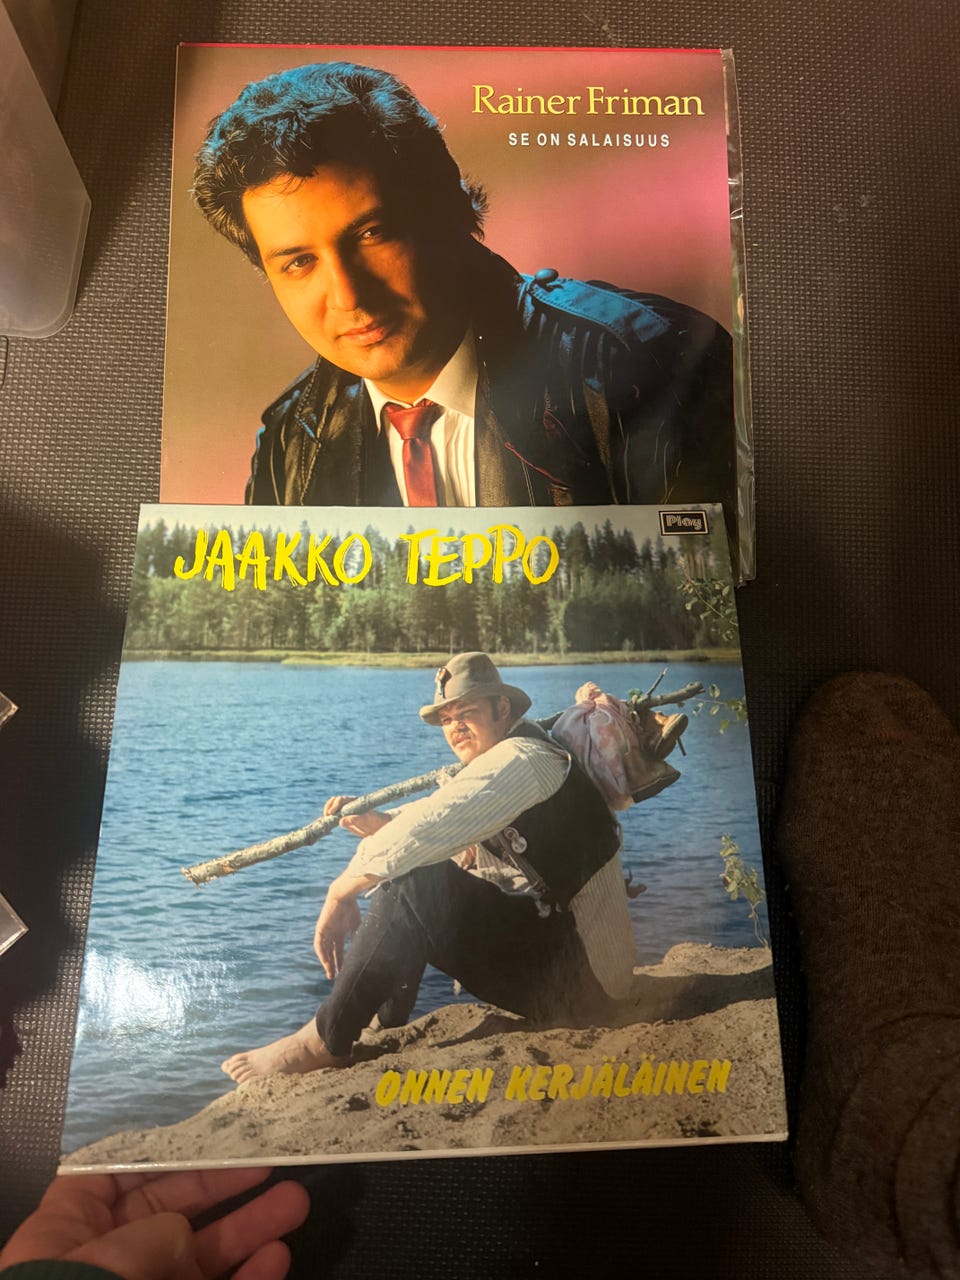 Rainer Friman
SE ON SALAISUUS
Play
JAAKKO TEPPO
ONNEN KERJÄLÄINEN